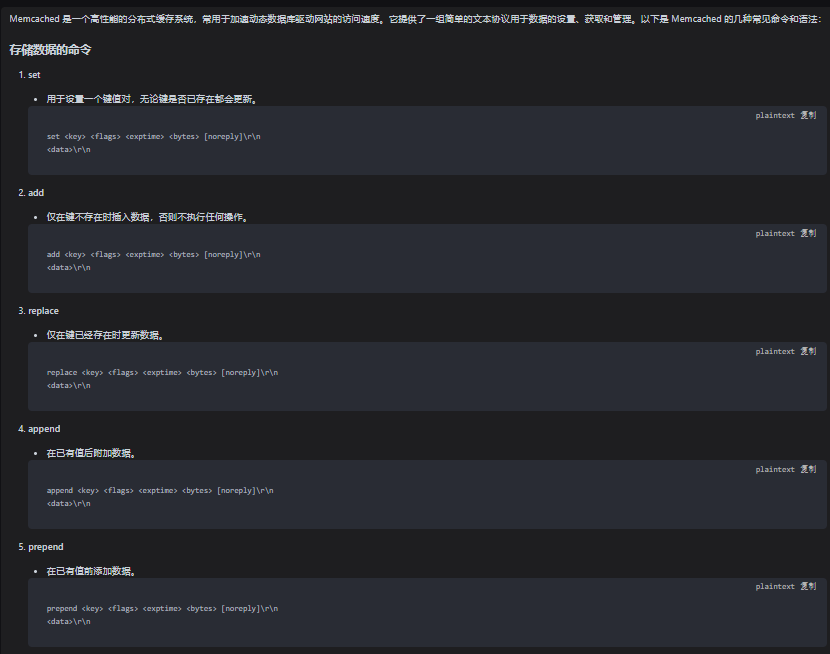 Memcached 是一个高性能的分布式缓存系统，常用于加速动态数据库驱动网站的访问速度。它提供了一组简单的文本协议用于数据的设置、获取和管理。以下是 Memcached 的几种常见命令和语法：
存储数据的命令
1. set
• 用于设置一个键值对，无论键是否已存在都会更新。
plaintext 复制
set <key> <flags> <exptime> <bytes> [noreply]\r\n
<data>\r\n
2. add
• 仅在键不存在时插入数据，否则不执行任何操作。
plaintext 复制
add <key> <flags> <exptime> <bytes> [noreply]\r\n
<data>\r\n
3. replace
• 仅在键已经存在时更新数据。
plaintext 复制
replace <key> <flags> <exptime> <bytes> [noreply]\r\n
<data>\r\n
4. append
• 在已有值后附加数据。
plaintext 复制
append <key> <flags> <exptime> <bytes> [noreply]\r\n
<data>\r\n
5. prepend
• 在已有值前添加数据。
plaintext 复制
prepend <key> <flags> <exptime> <bytes> [noreply]\r\n
<data>\r\n